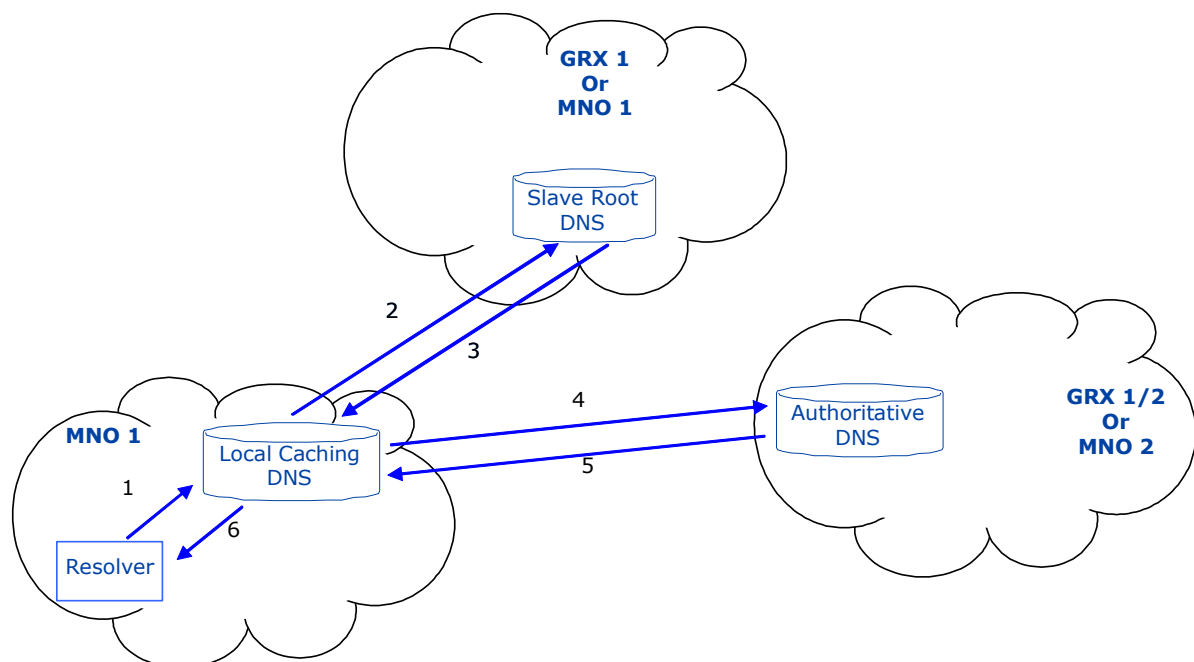 GRX 1
Or
MNO 1
Slave Root
DNS
2
3
MNO 1
Local Caching
DNS
1
6
Resolver
4
5
Authoritative
DNS
GRX 1/2
Or
MNO 2